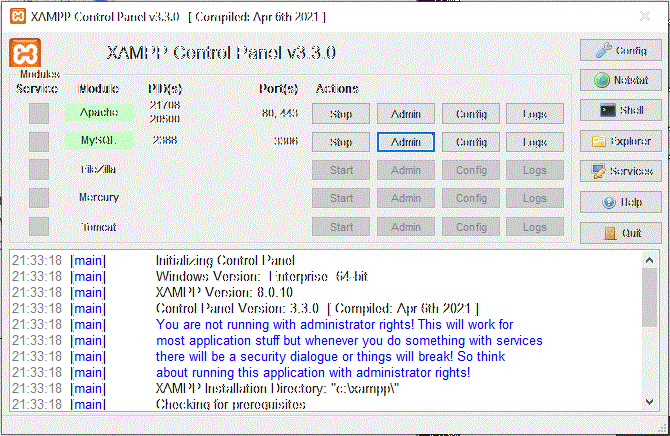 XAMPP Control Panel v3.3.0 [ Compiled: Apr 6th 2021 ]
XAMPP Control Panel v3.3.0
Config
Modules
Service Module PID(s) Port(s) Actions
Netstat
Apache 21708 20500 80, 443 Stop Admin Config Logs
Shell
MySQL 2388 3306 Stop Admin Config Logs
Explorer
FileZilla Start Admin Config Logs
Services
Mercury Start Admin Config Logs
Help
Tomcat Start Admin Config Logs
Quit
21:33:18 [main] Initializing Control Panel
21:33:18 [main] Windows Version: Enterprise 64-bit
21:33:18 [main] XAMPP Version: 8.0.10
21:33:18 [main] Control Panel Version: 3.3.0 [ Compiled: Apr 6th 2021 ]
21:33:18 [main] You are not running with administrator rights! This will work for
21:33:18 [main] most application stuff but whenever you do something with services
21:33:18 [main] there will be a security dialogue or things will break! So think
21:33:18 [main] about running this application with administrator rights!
21:33:18 [main] XAMPP Installation Directory: "c:\xampp\"
21:33:18 [main] Checking for prerequisites